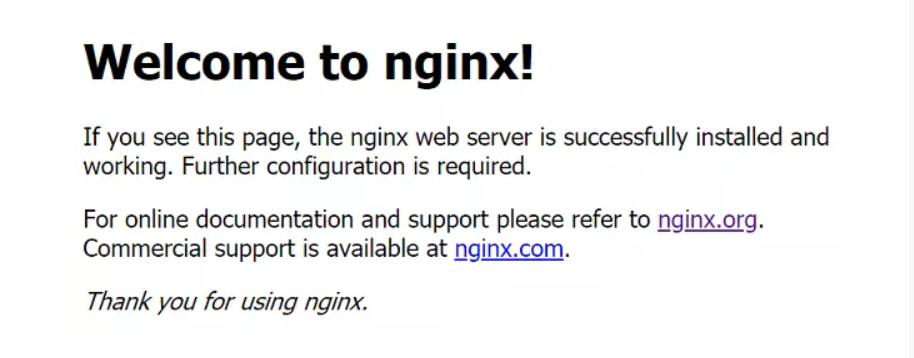 Welcome to nginx!
If you see this page, the nginx web server is successfully installed and
working. Further configuration is required.
For online documentation and support please refer to nginx.org.
Commercial support is available at nginx.com.
Thank you for using nginx.